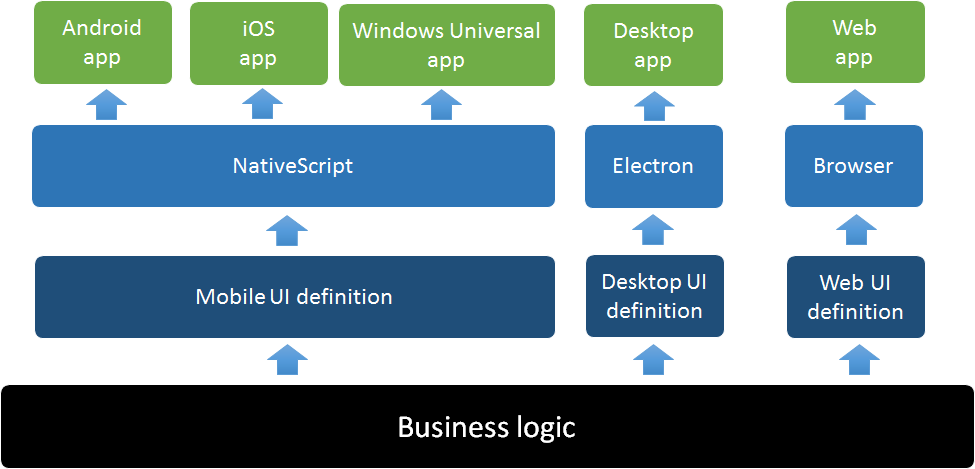 Android
app
iOS
app
Windows Universal
app
Desktop
app
Web
app
NativeScript
Electron
Browser
Mobile UI definition
Desktop UI
definition
Web UI
definition
Business logic